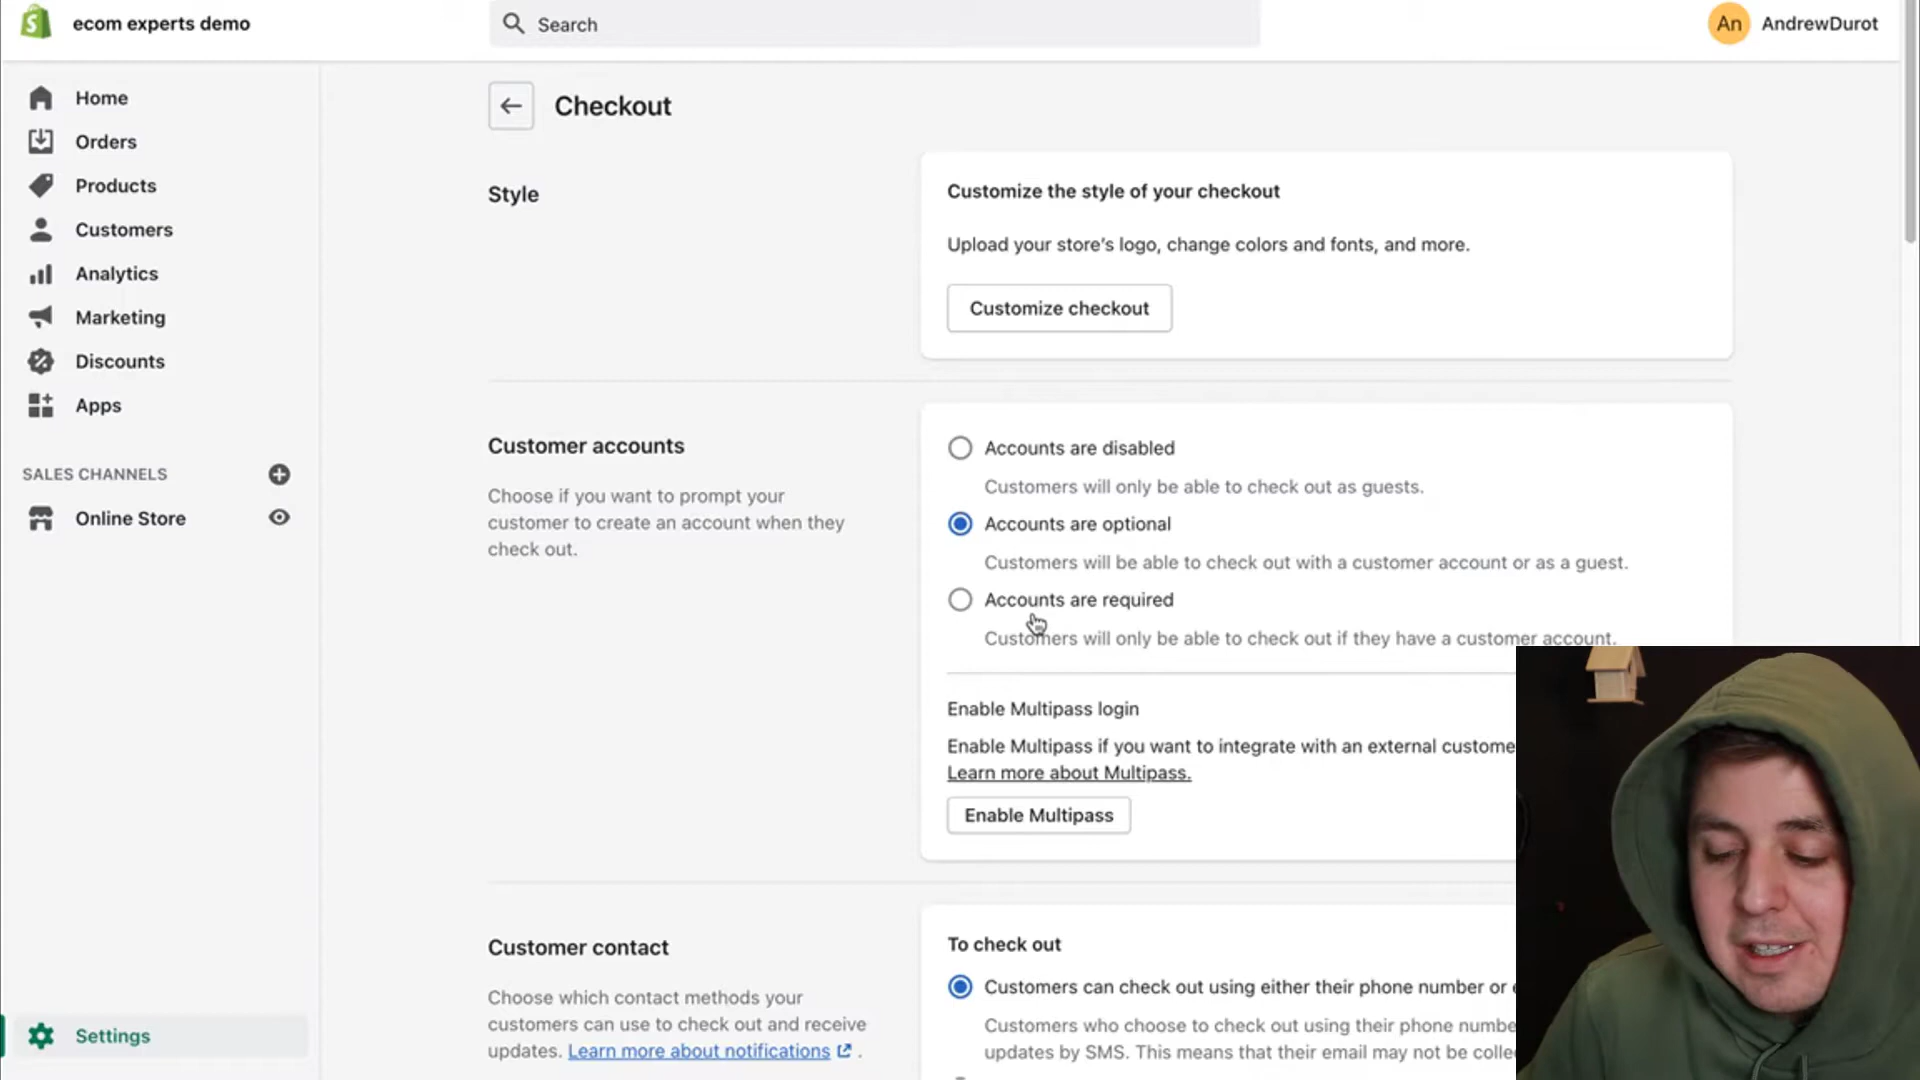 ecom experts demo
Search
An AndrewDurot
Home
Orders
Products
Customers
Analytics
Marketing
Discounts
Apps
SALES CHANNELS
Online Store
Settings
Checkout
Style
Customize the style of your checkout
Upload your store's logo, change colors and fonts, and more.
Customize checkout
Customer accounts
Choose if you want to prompt your
customer to create an account when they
check out.
Accounts are disabled
Customers will only be able to check out as guests.
Accounts are optional
Customers will be able to check out with a customer account or as a guest.
Accounts are required
Customers will only be able to check out if they have a customer account.
Enable Multipass login
Enable Multipass if you want to integrate with an external
Learn more about Multipass.
Enable Multipass
Customer contact
Choose which contact methods your
customers can use to check out and receive
updates. Learn more about notifications .
To check out
Customers can check out using either their phone number or
Customers who choose to check out using their phone
updates by SMS. This means that their email may not be